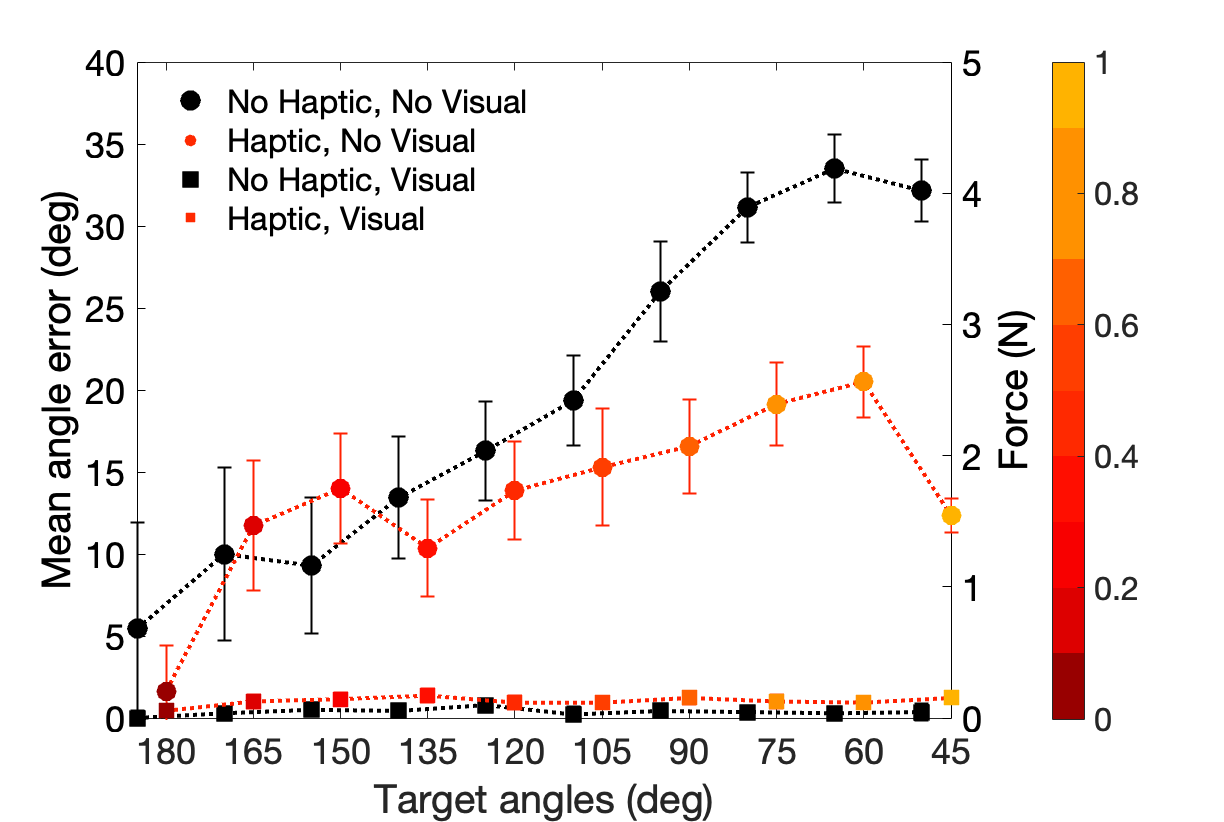 40
35
30
25
20
15
10
5
0
Mean angle error (deg)
No Haptic, No Visual
Haptic, No Visual
No Haptic, Visual
Haptic, Visual
180 165 150 135 120 105 90 75 60 45
Target angles (deg)
5
4
3
2
1
0
Force (N)
1
0.8
0.6
0.4
0.2
0